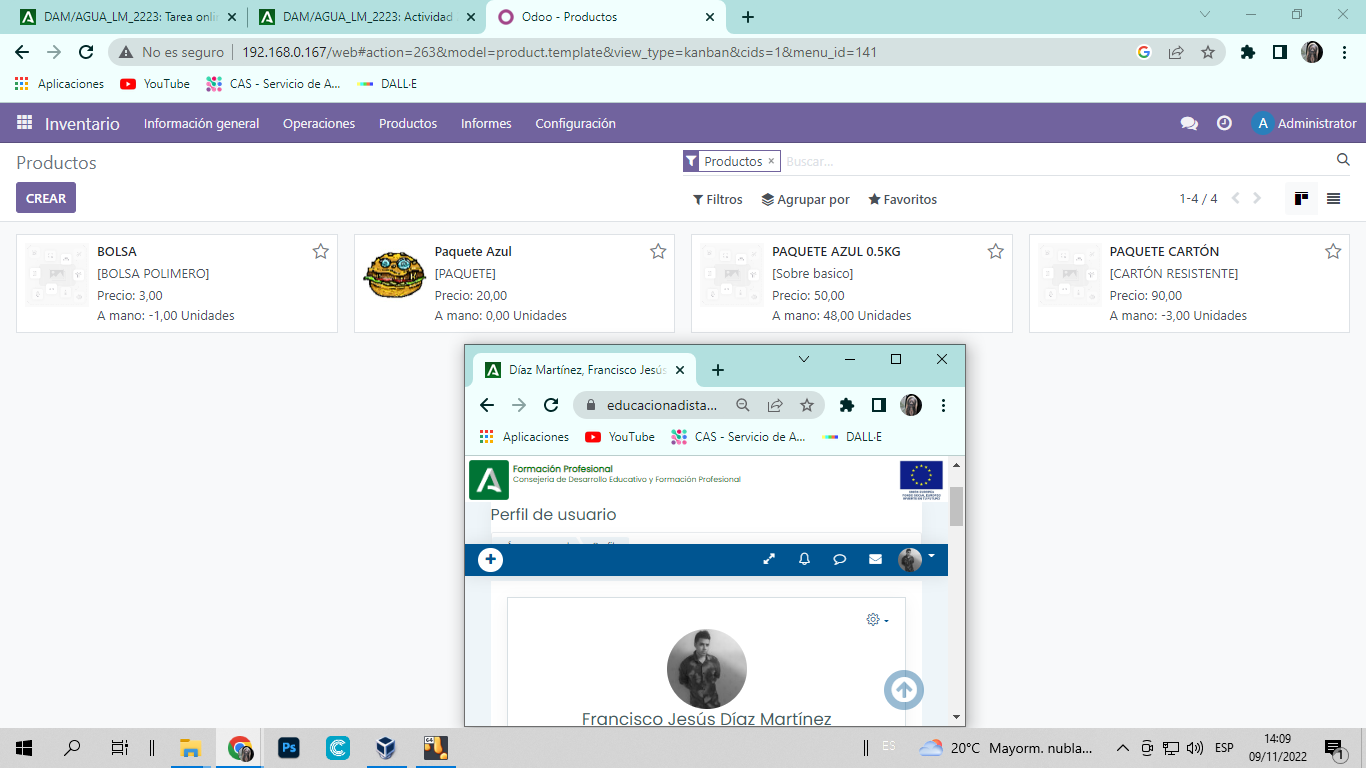 DAM/AGUA_LM_2223: Tarea onlin
DAM/AGUA_LM_2223: Actividad
Odoo - Productos
No es seguro
192.168.0.167/web#action=263&model=product.template&view_type=kanban&cids=1&menu_id=141
Aplicaciones
YouTube
CAS - Servicio de A...
DALL·E
Inventario
Información general
Operaciones
Productos
Informes
Configuración
A
Administrator
Productos
Productos ×
Buscar...
CREAR
Filtros
Agrupar por
Favoritos
1-4 / 4
BOLSA
[BOLSA POLIMERO]
Precio: 3,00
A mano: -1,00 Unidades
Paquete Azul
[PAQUETE]
Precio: 20,00
A mano: 0,00 Unidades
PAQUETE AZUL 0.5KG
[Sobre basico]
Precio: 50,00
A mano: 48,00 Unidades
PAQUETE CARTÓN
[CARTÓN RESISTENTE]
Precio: 90,00
A mano: -3,00 Unidades
Díaz Martínez, Francisco Jesús
educacionadista...
Aplicaciones
YouTube
CAS - Servicio de A...
DALL·E
Formación Profesional
Consejería de Desarrollo Educativo y Formación Profesional
Perfil de usuario
Francisco Jesús Díaz Martínez
Ps
64
ES
20°C Mayorm. nubla...
ESP
14:09
09/11/2022
1